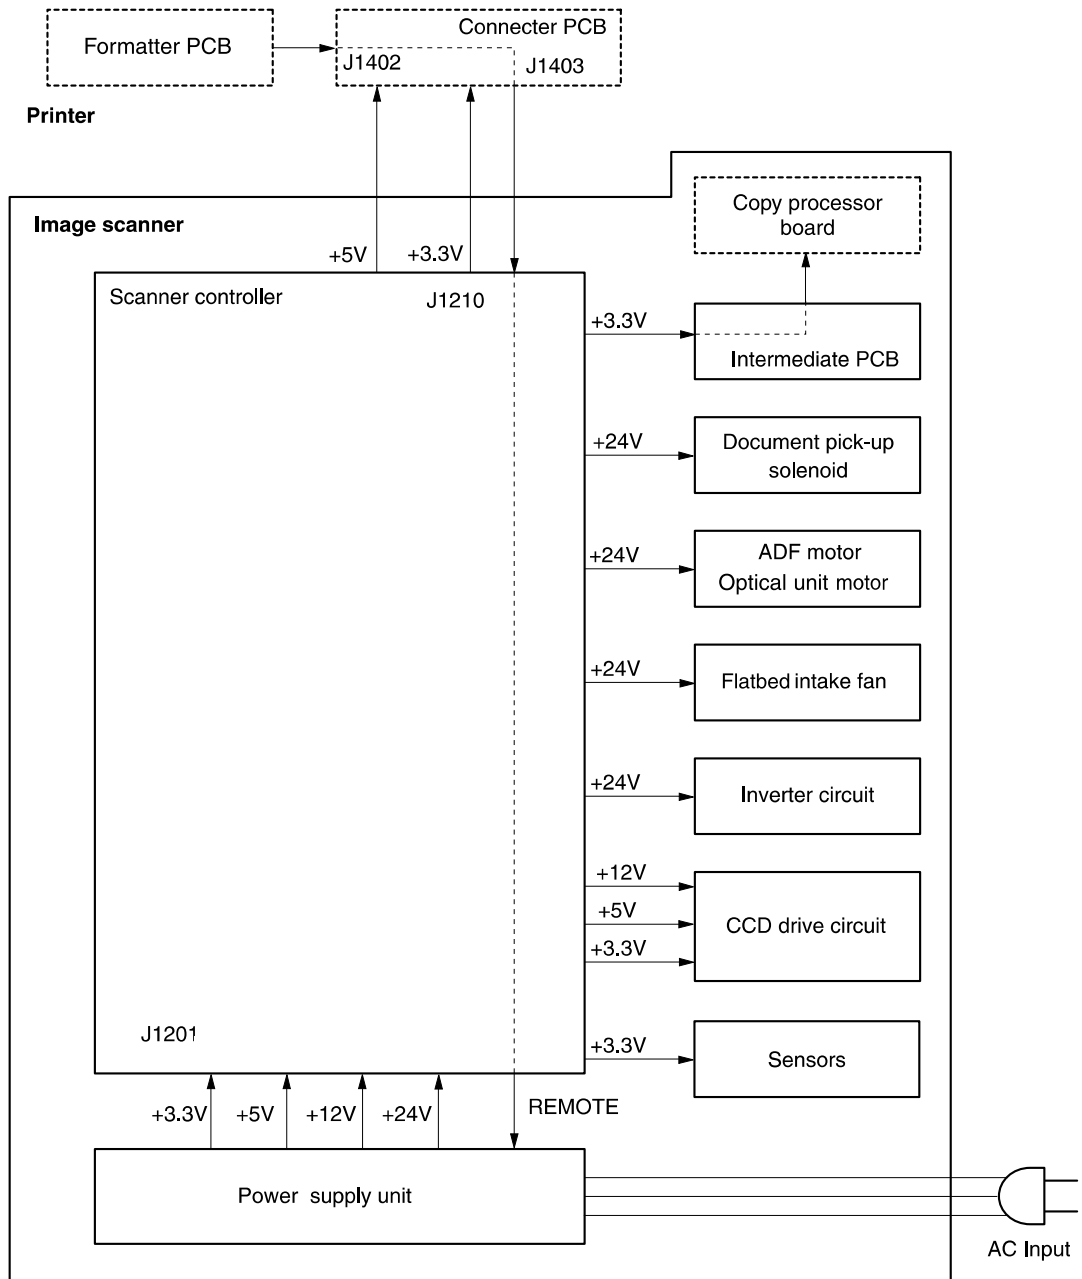 Formatter PCB
Connecter PCB
J1402
J1403
Printer
Copy processor
board
Image scanner
+5V
+3.3V
Scanner controller
J1210
+3.3V
Intermediate PCB
+24V
Document pick-up
solenoid
+24V
ADF motor
Optical unit motor
+24V
Flatbed intake fan
+24V
Inverter circuit
+12V
+5V
CCD drive circuit
+3.3V
J1201
+3.3V
Sensors
+3.3V
+5V
+12V
+24V
REMOTE
Power supply unit
AC Input